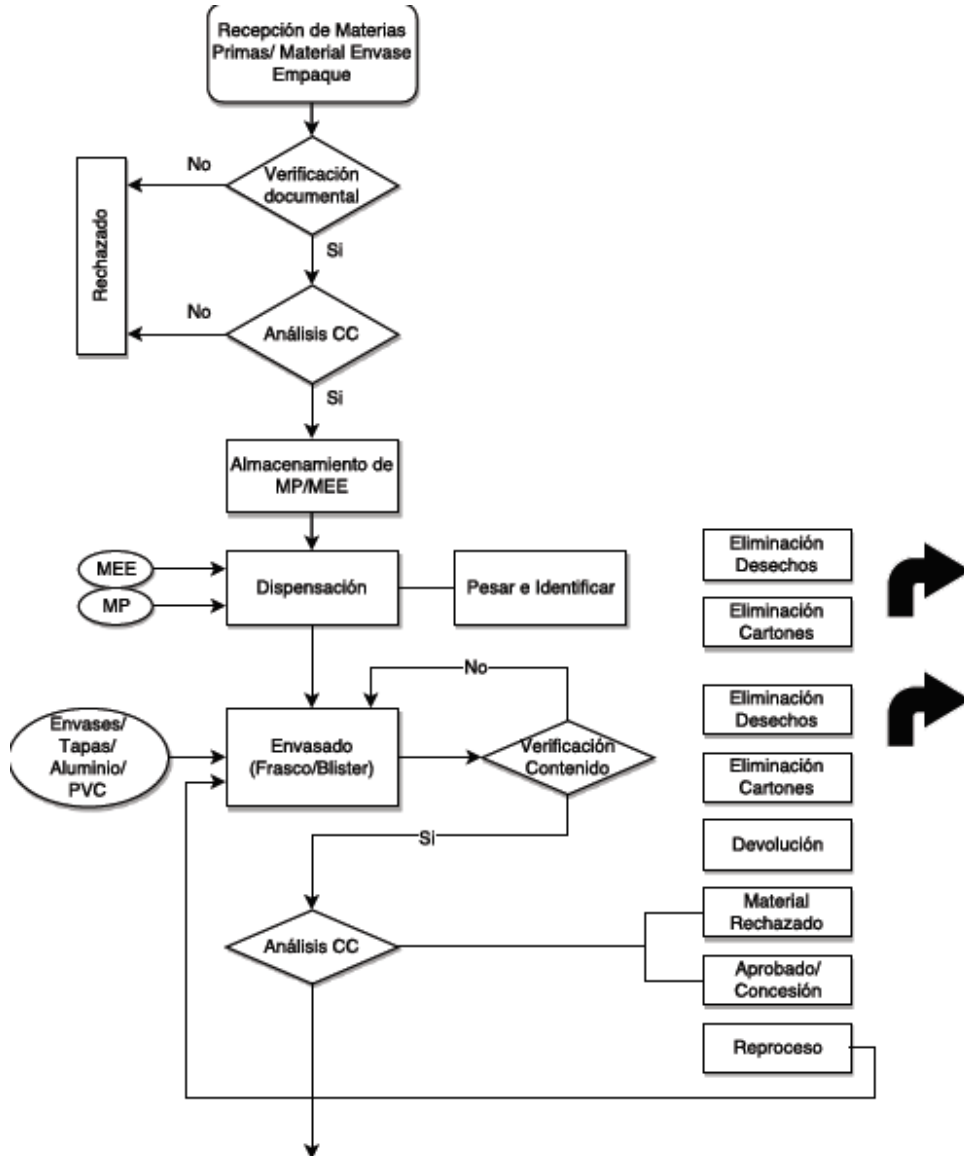 Recepción de Materias
Primas/ Material Envase
Empaque
No
Verificación
documental
Rechazado
Si
No
Análisis CC
Si
Almacenamiento de
MP/MEE
MEE
MP
Dispensación
Pesar e Identificar
Eliminación
Desechos
Eliminación
Cartones
No
Envases/
Tapas/
Aluminio/
PVC
Envasado
(Frasco/Blister)
Verificación
Contenido
Eliminación
Desechos
Eliminación
Cartones
Si
Devolución
Análisis CC
Material
Rechazado
Aprobado/
Concesión
Reproceso